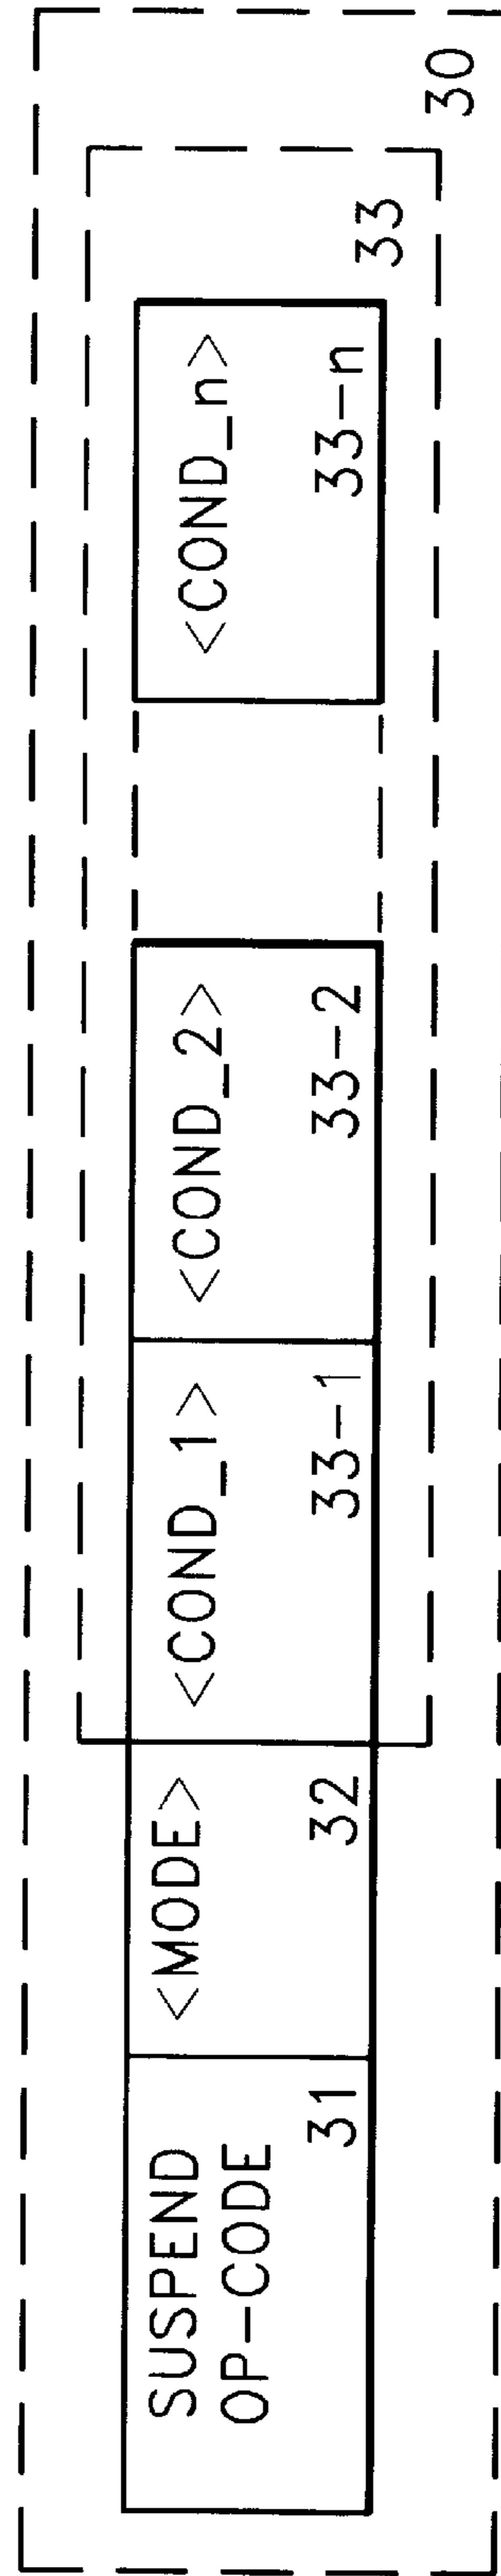 SUSPEND
OP-CODE
31
<MODE>
32
<COND_1>
33-1
<COND_2>
33-2
<COND_n>
33-n
33
30